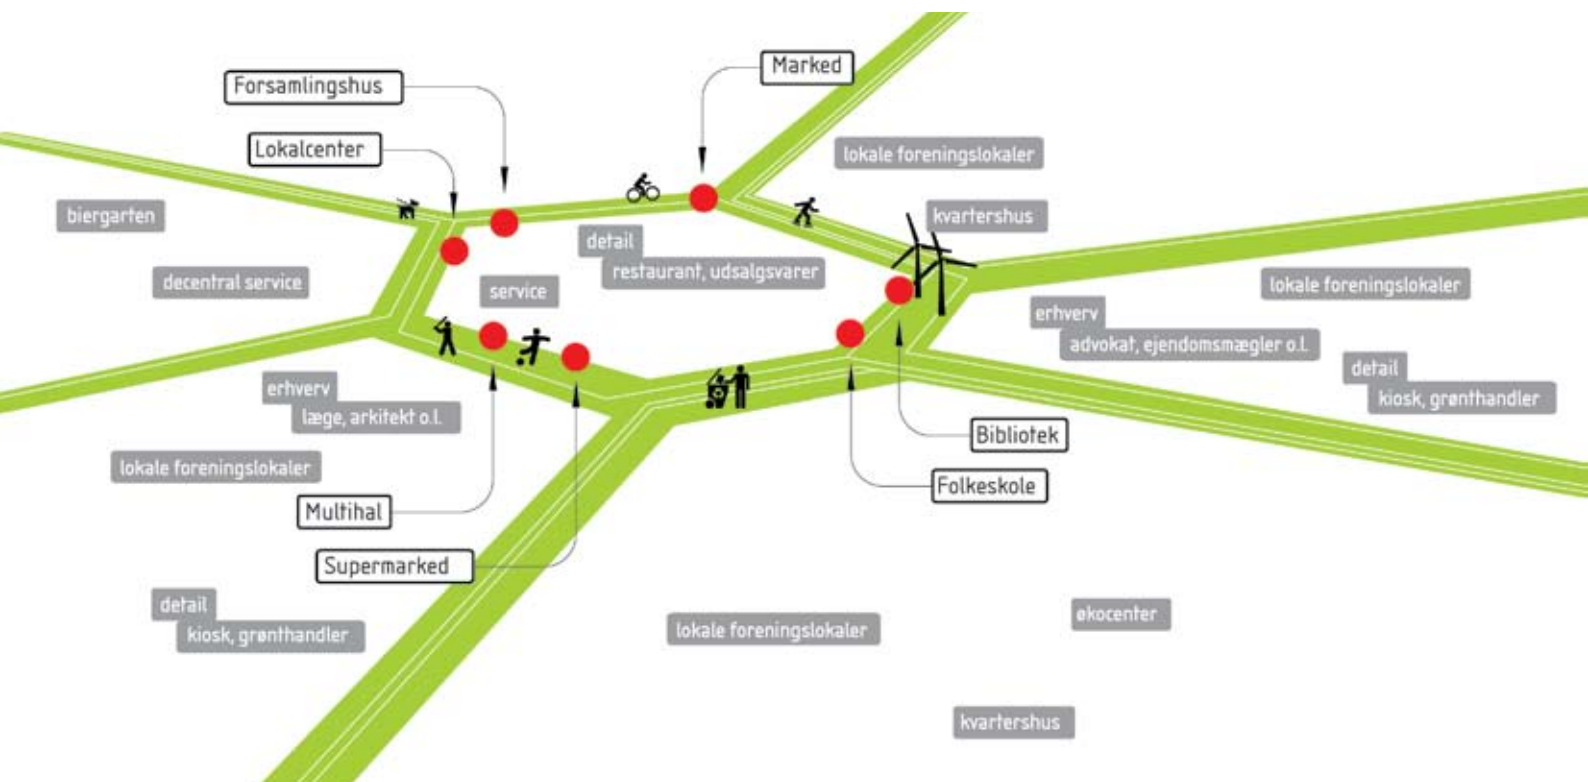 Marked
Forsamlingshus
Lokalcenter
lokale foreningslokaler
biergarten
kvartershus
detail
restaurant, udsalgsvarer
decentral service
service
lokale foreningslokaler
erhverv
advokat, ejendomsmægler o.l.
detail
kiosk, grønthandler
erhverv
læge, arkitekt o.l.
Bibliotek
lokale foreningslokaler
Folkeskole
Multihal
Supermarked
detail
kiosk, grønthandler
lokale foreningslokaler
økocenter
kvartershus